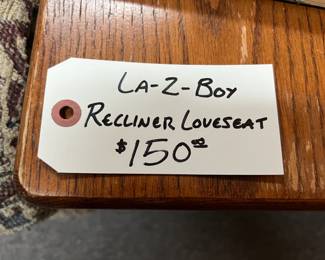 LA-Z-BOY
RECLINER LOVESEAT
$150.00